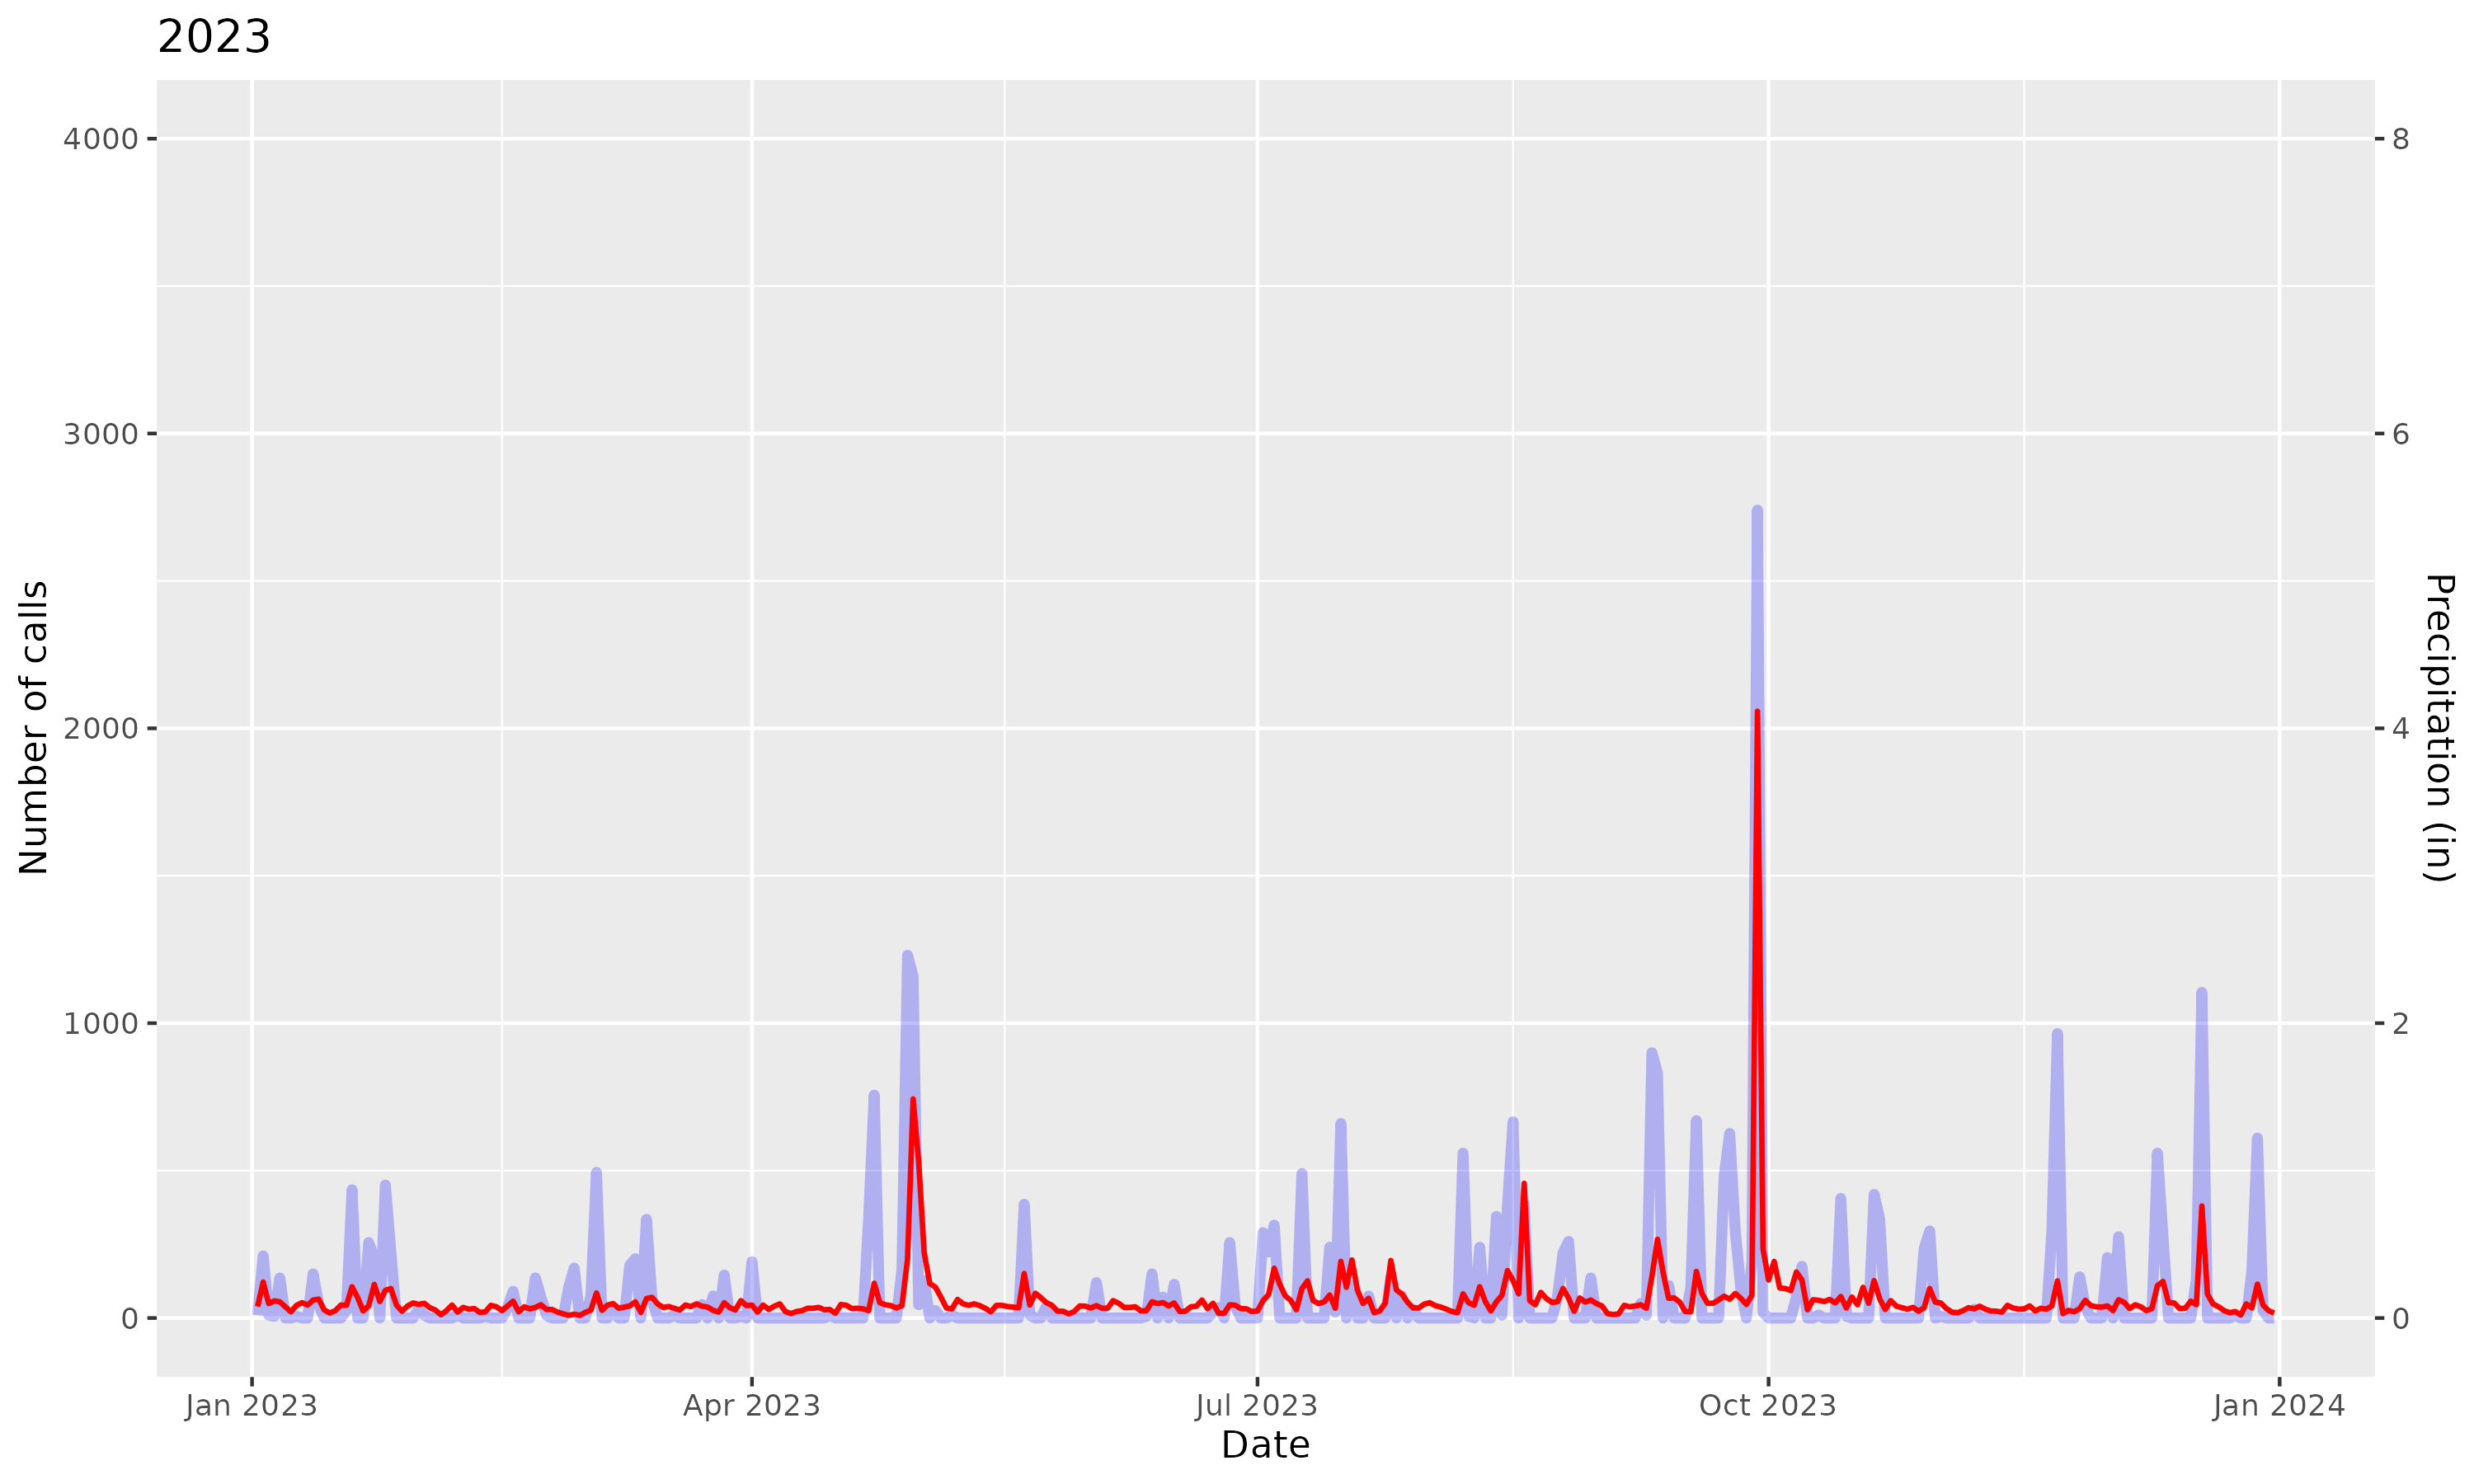 2023
4000
3000
2000
1000
0
Number of calls
8
6
4
2
0
Precipitation (in)
Jan 2023
Apr 2023
Jul 2023
Oct 2023
Jan 2024
Date